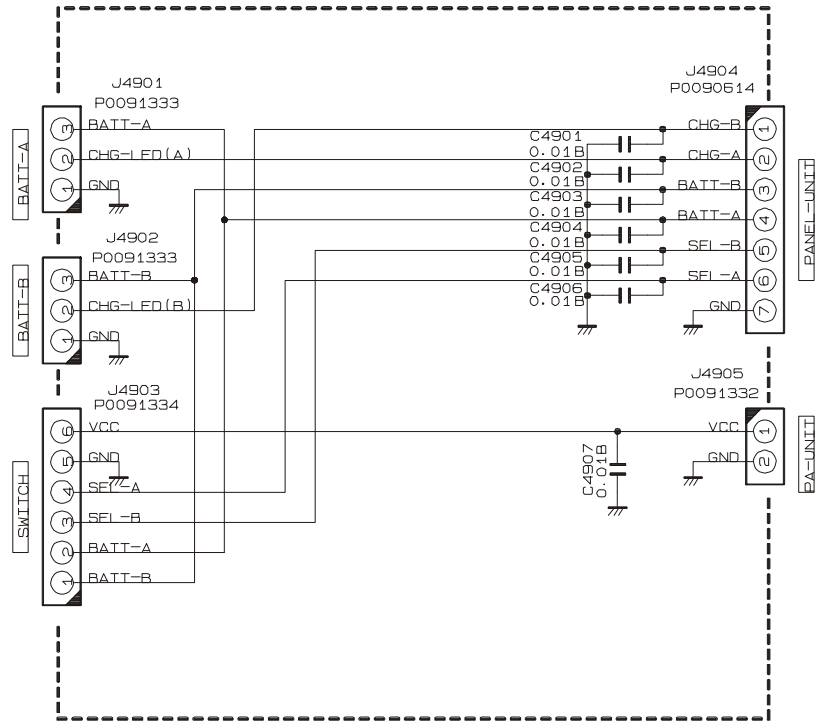 J4901
P0091333
BATT-A
3 BATT-A
2 CHG-LED(A)
1 GND
J4902
P0091333
BATT-B
3 BATT-B
2 CHG-LED(B)
1 GND
J4903
P0091334
SWITCH
6 VCC
5 GND
4 SEL-A
3 SEL-B
2 BATT-A
1 BATT-B
C4901
0.01B
C4902
0.01B
C4903
0.01B
C4904
0.01B
C4905
0.01B
C4906
0.01B
C4907
0.01B
J4904
P0090614
CHG-B 1
CHG-A 2
BATT-B 3
BATT-A 4
SEL-B 5
SEL-A 6
GND 7
PANEL-UNIT
J4905
P0091332
VCC 1
GND 2
PA-UNIT